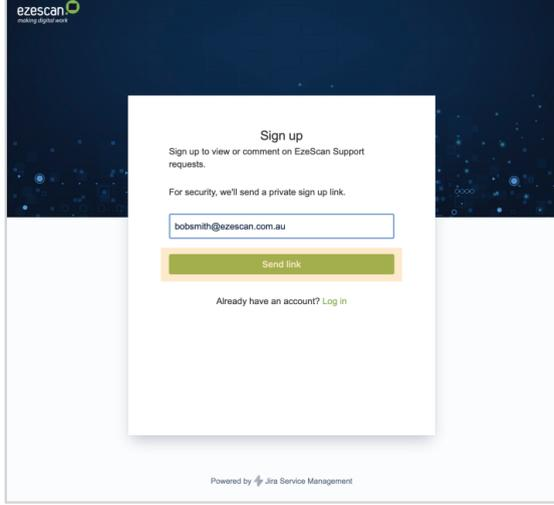 ezescan
making digital work
Sign up
Sign up to view or comment on EzeScan Support
requests.
For security, we'll send a private sign up link.
bobsmith@ezescan.com.au
Send link
Already have an account? Log in
Powered by Jira Service Management